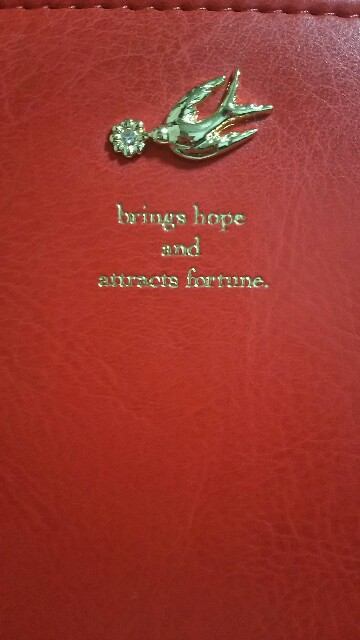 brings hope
and
attracts fortune.